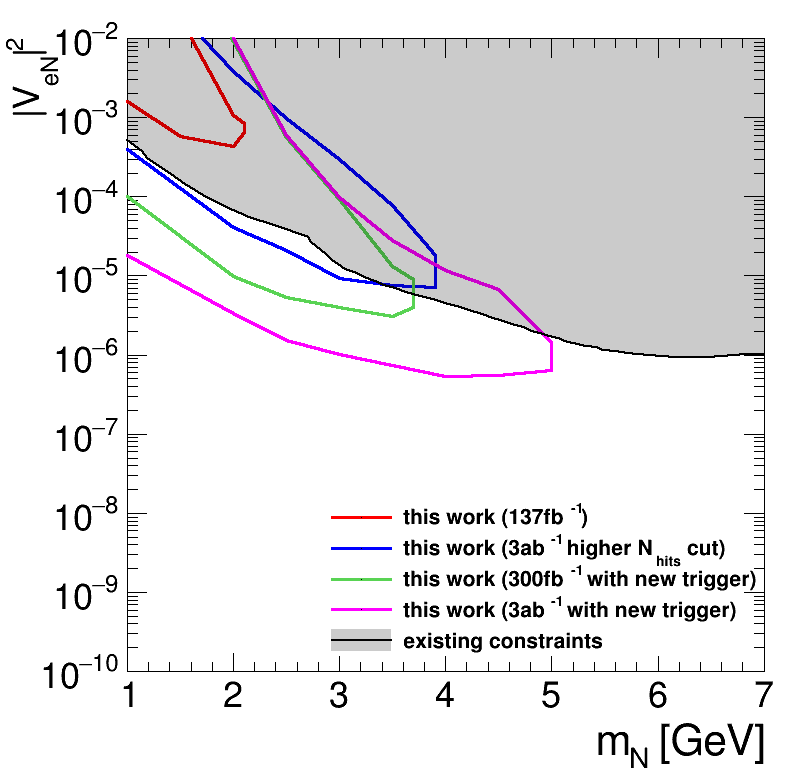 |V_eN|^2
10^−2
10^−3
10^−4
10^−5
10^−6
10^−7
10^−8
10^−9
10^−10
this work (137fb^-1)
this work (3ab^-1 higher N_hits cut)
this work (300fb^-1 with new trigger)
this work (3ab^-1 with new trigger)
existing constraints
1 2 3 4 5 6 7
m_N [GeV]